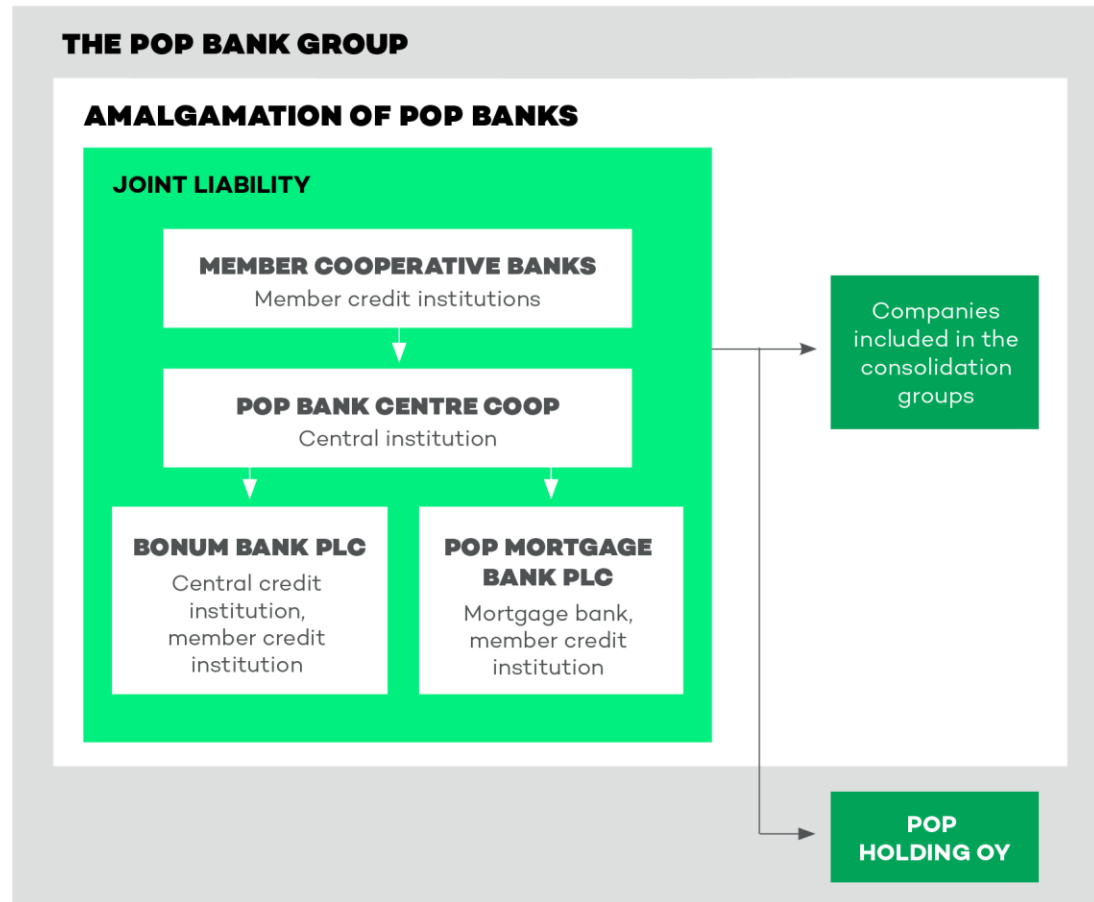 THE POP BANK GROUP
AMALGAMATION OF POP BANKS
JOINT LIABILITY
MEMBER COOPERATIVE BANKS
Member credit institutions
POP BANK CENTRE COOP
Central institution
BONUM BANK PLC
Central credit
institution,
member credit
institution
POP MORTGAGE
BANK PLC
Mortgage bank,
member credit
institution
Companies
included in the
consolidation
groups
POP
HOLDING OY